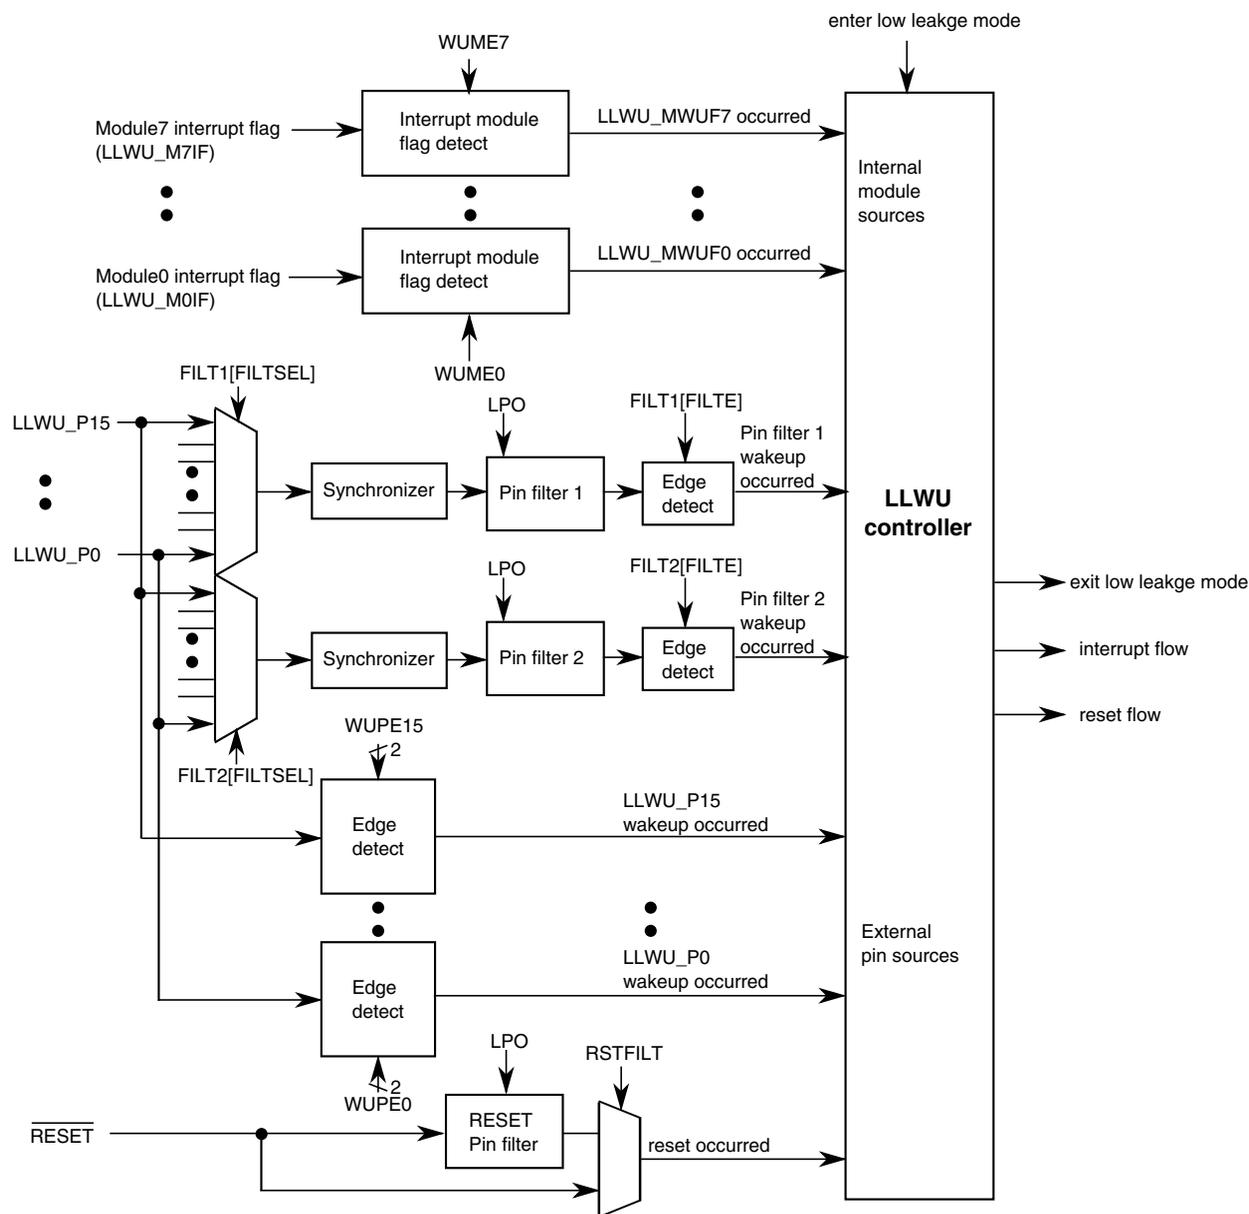 enter low leakge mode
WUME7
Module7 interrupt flag
(LLWU_M7IF)
Interrupt module
flag detect
LLWU_MWUF7 occurred
Internal
module
sources
Module0 interrupt flag
(LLWU_M0IF)
Interrupt module
flag detect
LLWU_MWUF0 occurred
WUME0
FILT1[FILTSEL]
LLWU_P15
LLWU_P0
Synchronizer
LPO
Pin filter 1
FILT1[FILTE]
Edge
detect
Pin filter 1
wakeup
occurred
LLWU
controller
Synchronizer
LPO
Pin filter 2
FILT2[FILTE]
Edge
detect
Pin filter 2
wakeup
occurred
exit low leakge mode
interrupt flow
reset flow
FILT2[FILTSEL]
WUPE15
2
Edge
detect
LLWU_P15
wakeup occurred
Edge
detect
LLWU_P0
wakeup occurred
External
pin sources
2
WUPE0
RESET
LPO
RESET
Pin filter
RSTFILT
reset occurred